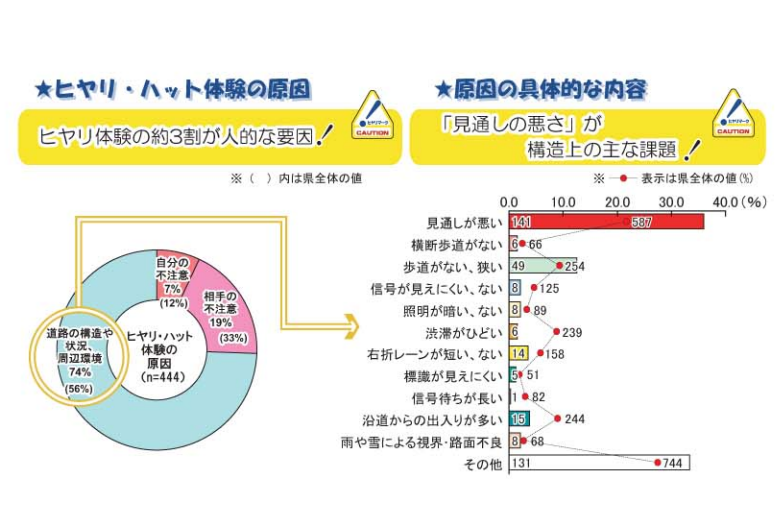 ★ヒヤリ・ハット体験の原因
ヒヤリ体験の約3割が人的な要因！
ヒヤリマーク
CAUTION
※（ ）内は県全体の値
自分の
不注意
7%
(12%)
相手の
不注意
19%
(33%)
道路の構造や
状況、
周辺環境
74%
(56%)
ヒヤリ・ハット
体験の
原因
(n=444)
★原因の具体的な内容
「見通しの悪さ」が
構造上の主な課題！
ヒヤリマーク
CAUTION
※ 表示は県全体の値(%)
0.0 10.0 20.0 30.0 40.0(%)
見通しが悪い 141 587
横断歩道がない 6 66
歩道がない、狭い 49 254
信号が見えにくい、ない 8 125
照明が暗い、ない 8 89
渋滞がひどい 6 239
右折レーンが短い、ない 14 158
標識が見えにくい 5 51
信号待ちが長い 1 82
沿道からの出入りが多い 15 244
雨や雪による視界・路面不良 8 68
その他 131 744